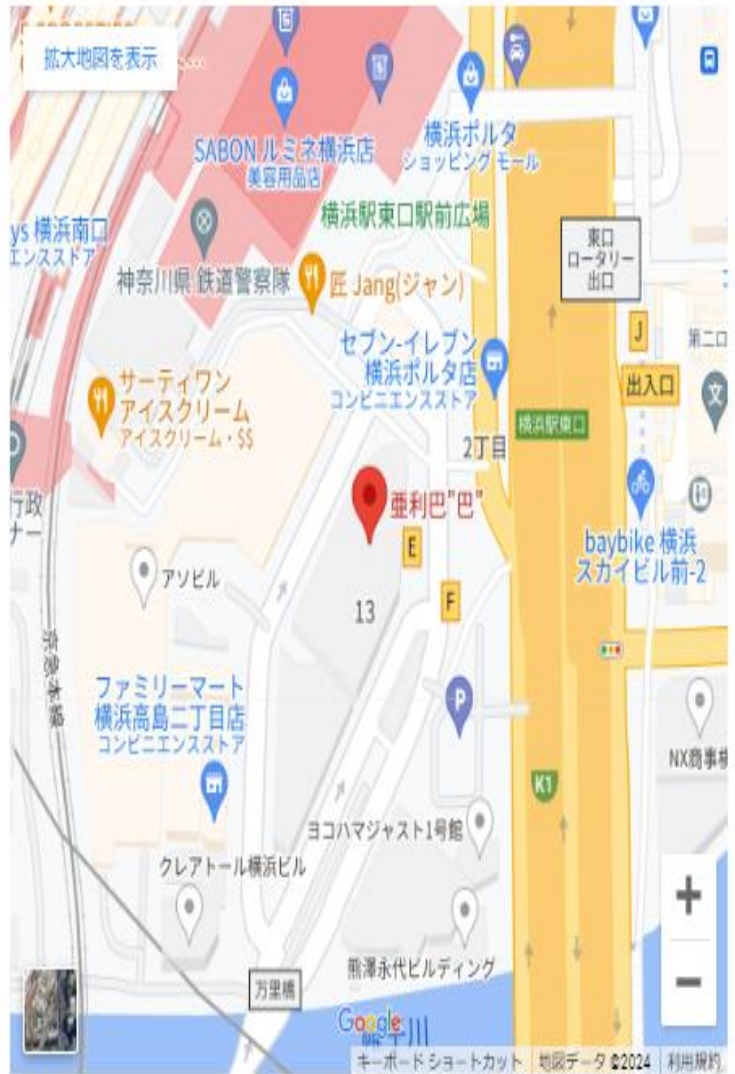 拡大地図を表示
SABON ルミネ横浜店
美容用品店
横浜ポルタ
ショッピング モール
横浜駅東口駅前広場
ys 横浜南口
エンスストア
東口
ロータリー
出口
神奈川県 鉄道警察隊
匠 Jang(ジャン)
J
第二ロ
セブン-イレブン
横浜ポルタ店
コンビニエンスストア
サーティワン
アイスクリーム
アイスクリーム・$$
出入口
文
横浜駅東口
2丁目
行政
ナー
亜利巴"巴"
E
baybike 横浜
スカイビル前-2
アソビル
F
13
京急本線
ファミリーマート
横浜高島二丁目店
コンビニエンスストア
P
NX商事横
K1
ヨコハマジャスト1号館
クレアトール横浜ビル
+
熊澤永代ビルディング
−
万里橋
Google
キーボード ショートカット
地図データ ©2024
利用規約